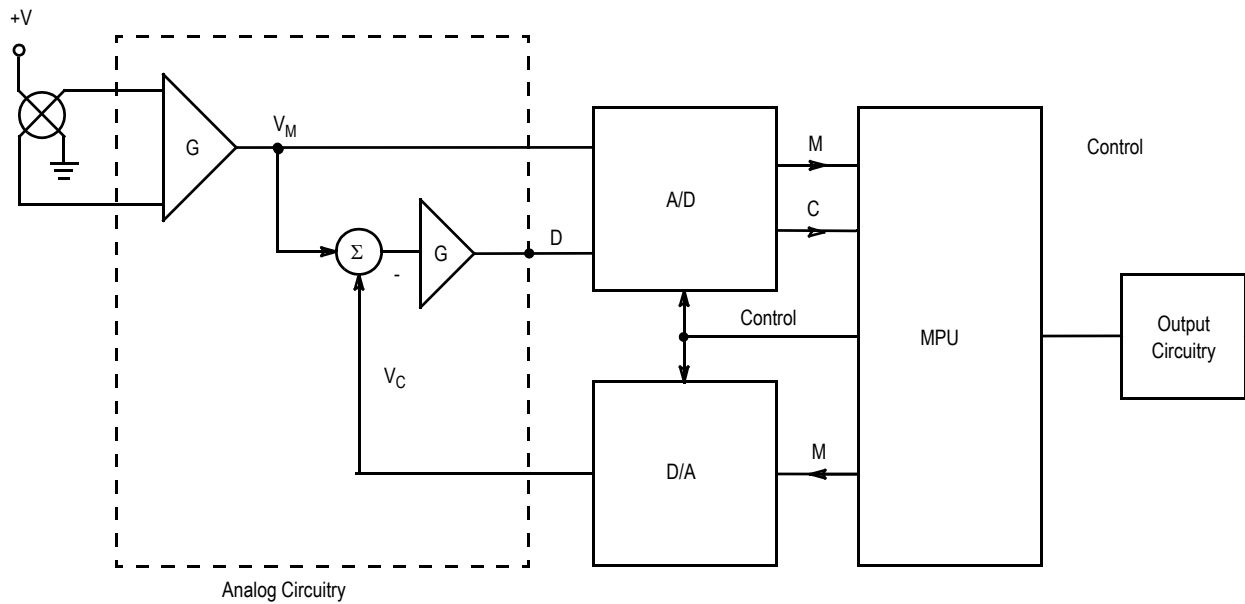 +V
G
V_M
Σ
-
G
D
V_C
Analog Circuitry
A/D
M
C
Control
D/A
M
MPU
Control
Output
Circuitry